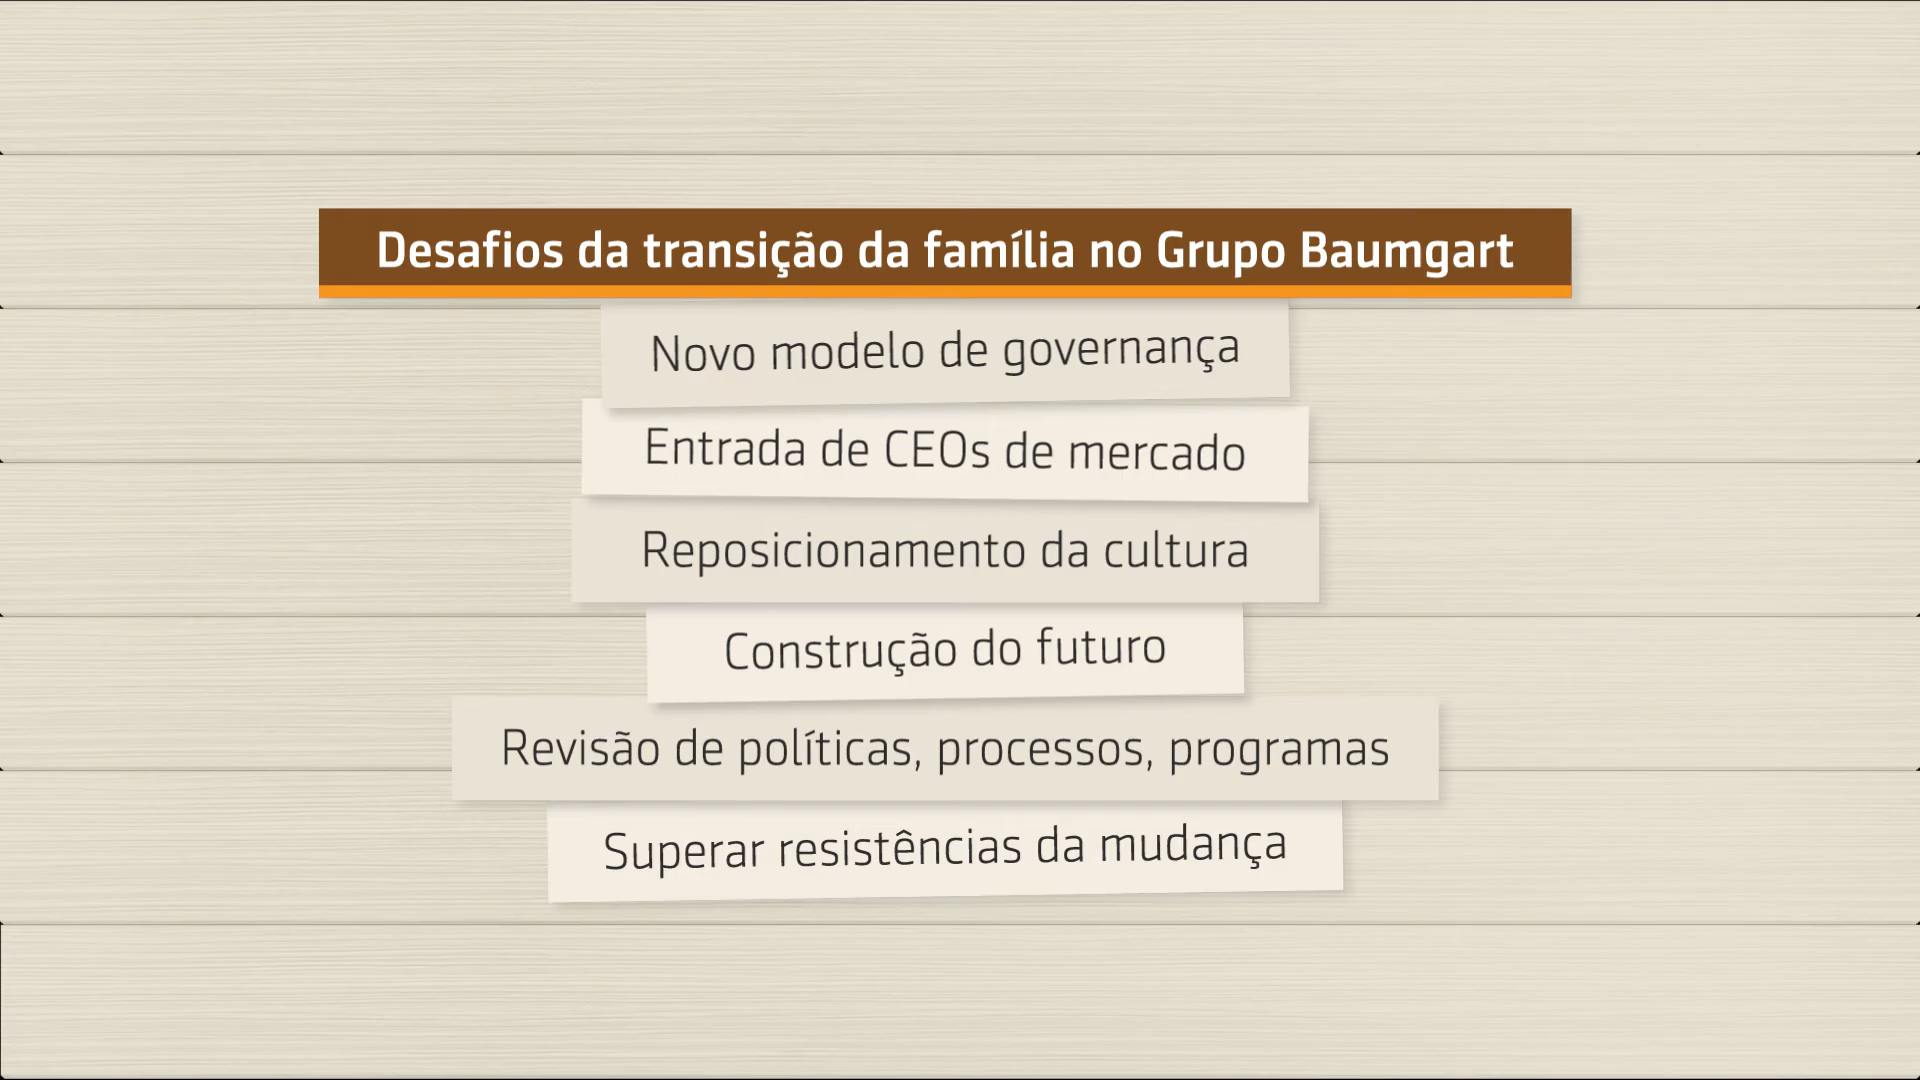 Desafios da transição da família no Grupo Baumgart
Novo modelo de governança
Entrada de CEOs de mercado
Reposicionamento da cultura
Construção do futuro
Revisão de políticas, processos, programas
Superar resistências da mudança